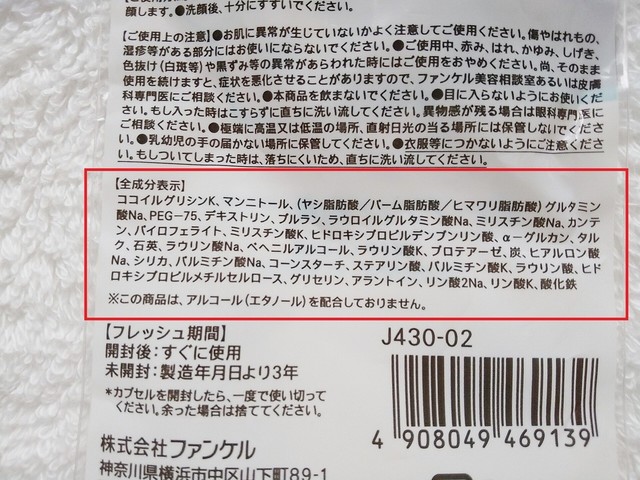 顔します。●洗顔後、十分にすすいでください。
【ご使用上の注意】●お肌に異常が生じていないかよく注意してご使用ください。傷やはれもの、
湿疹等がある部分にはお使いにならないでください。●ご使用中、赤み、はれ、かゆみ、しげき、
色抜け(白斑等)や黒ずみ等の異常があらわれた時にはご使用をおやめください。尚、そのまま
使用を続けますと、症状を悪化させることがありますので、ファンケル美容相談室あるいは皮膚
科専門医にご相談ください。●本商品を飲まないでください。●目に入らないようにお使いくだ
さい。もし入った時はこすらずに直ちに洗い流してください。異物感が残る場合は眼科専門医に
ご相談ください。●極端に高温又は低温の場所、直射日光の当る場所には保管しないでくださ
い。●乳幼児の手の届かない場所に保管してください。●衣服等につかないようにご注意くださ
い。もしついてしまった時は、落ちにくいため、直ちに洗い流してください。
【全成分表示】
ココイルグリシンK、マンニトール、(ヤシ脂肪酸/パーム脂肪酸/ヒマワリ脂肪酸)グルタミン
酸Na、PEG-75、デキストリン、プルラン、ラウロイルグルタミン酸Na、ミリスチン酸Na、カンテ
ン、パイロフェライト、ミリスチン酸K、ヒドロキシプロピルデンプンリン酸、α-グルカン、タル
ク、石英、ラウリン酸Na、ベヘニルアルコール、ラウリン酸K、プロテアーゼ、炭、ヒアルロン酸
Na、シリカ、パルミチン酸Na、コーンスターチ、ステアリン酸、パルミチン酸K、ラウリン酸、ヒド
ロキシプロピルメチルセルロース、グリセリン、アラントイン、リン酸2Na、リン酸K、酸化鉄
※この商品は、アルコール(エタノール)を配合しておりません。
【フレッシュ期間】
開封後:すぐに使用
未開封:製造年月日より3年
*カプセルを開封したら、一度で使い切って
ください。余った場合は捨ててください。
株式会社ファンケル
神奈川県横浜市中区山下町89-1
J430-02
4 908049 469139